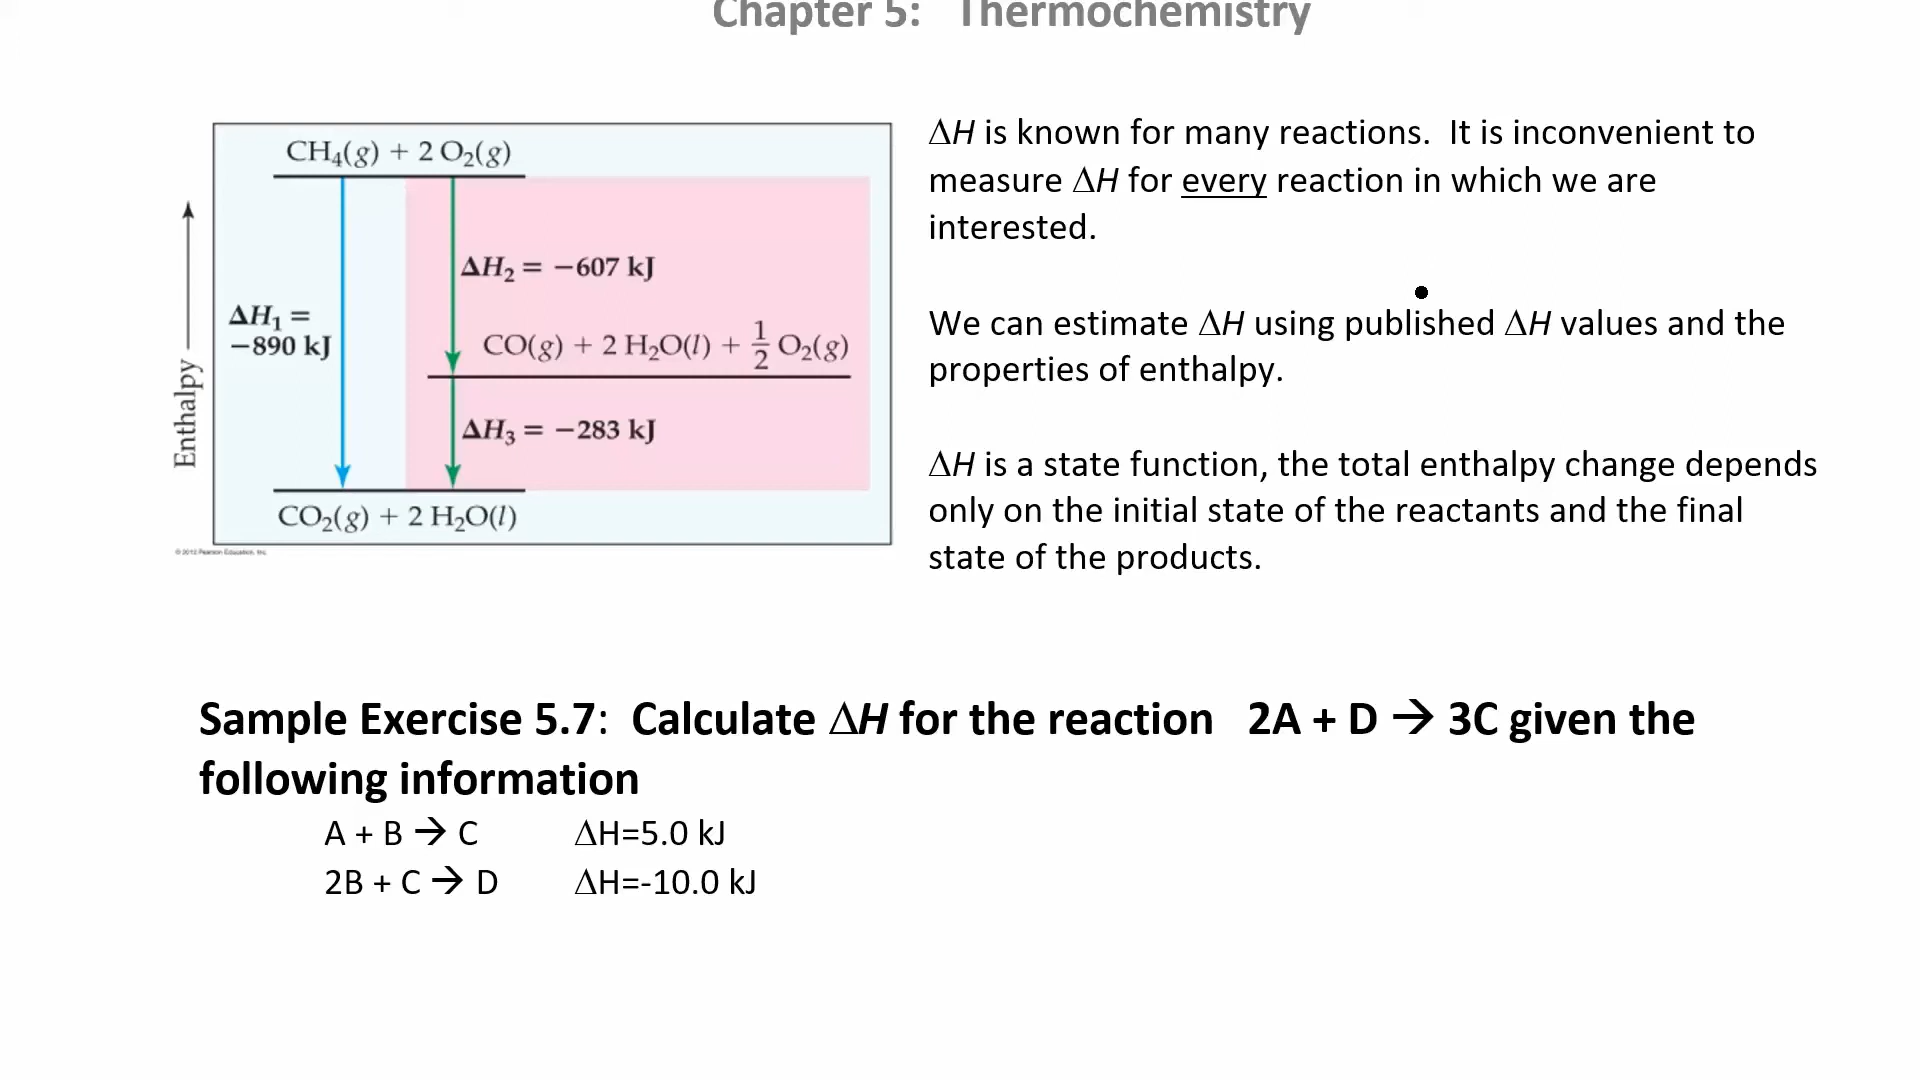 Chapter 5: Thermochemistry
CH₄(g) + 2 O₂(g)
ΔH₂ = −607 kJ
ΔH₁ =
−890 kJ
CO(g) + 2 H₂O(l) + 1/2 O₂(g)
ΔH₃ = −283 kJ
CO₂(g) + 2 H₂O(l)
Enthalpy
© 2012 Pearson Education, Inc.
ΔH is known for many reactions. It is inconvenient to
measure ΔH for every reaction in which we are
interested.
We can estimate ΔH using published ΔH values and the
properties of enthalpy.
ΔH is a state function, the total enthalpy change depends
only on the initial state of the reactants and the final
state of the products.
Sample Exercise 5.7: Calculate ΔH for the reaction 2A + D → 3C given the
following information
A + B → C ΔH=5.0 kJ
2B + C → D ΔH=-10.0 kJ